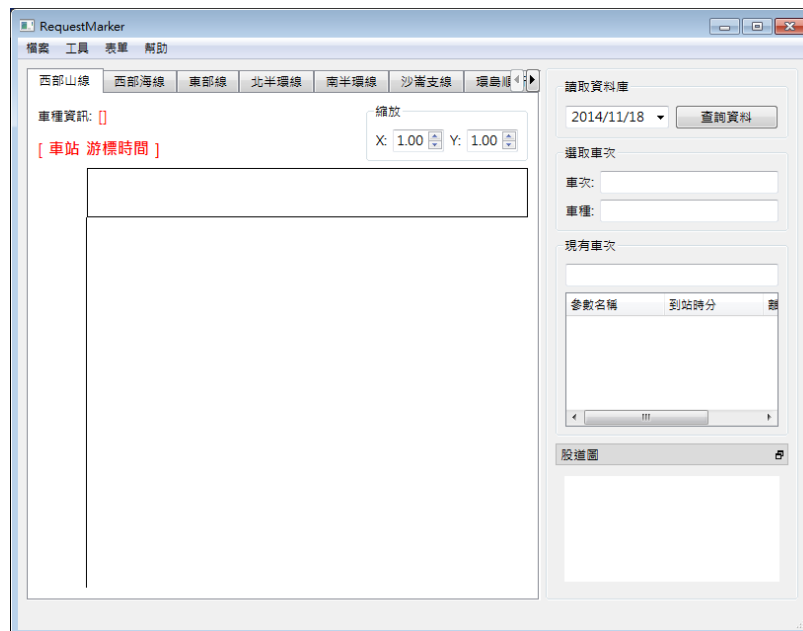 RequestMarker
檔案 工具 表單 幫助
西部山線 西部海線 東部線 北半環線 南半環線 沙崙支線 環島順
車種資訊: []
[ 車站 游標時間 ]
縮放
X: 1.00 Y: 1.00
讀取資料庫
2014/11/18 查詢資料
選取車次
車次:
車種:
現有車次
參數名稱 到站時分
股道圖